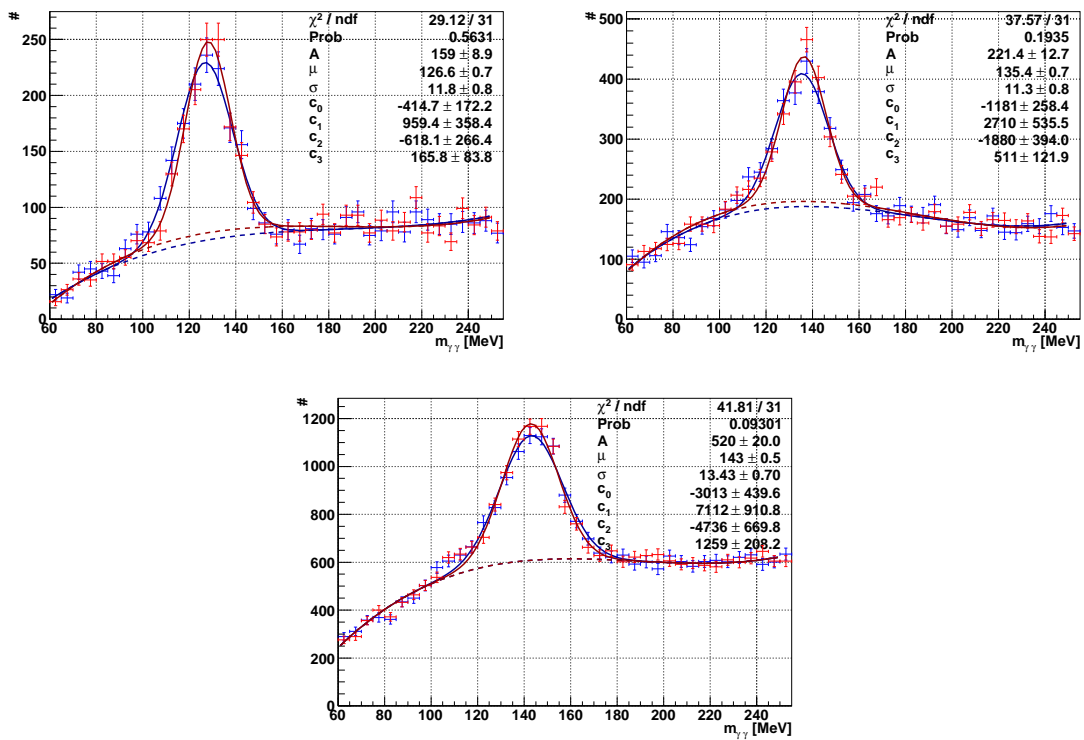 #
χ² / ndf 29.12 / 31
Prob 0.5631
A 159 ± 8.9
μ 126.6 ± 0.7
σ 11.8 ± 0.8
c₀ -414.7 ± 172.2
c₁ 959.4 ± 358.4
c₂ -618.1 ± 266.4
c₃ 165.8 ± 83.8
250
200
150
100
50
0
60 80 100 120 140 160 180 200 220 240
m_γγ [MeV]
#
χ² / ndf 37.57 / 31
Prob 0.1935
A 221.4 ± 12.7
μ 135.4 ± 0.7
σ 11.3 ± 0.8
c₀ -1181 ± 258.4
c₁ 2710 ± 535.5
c₂ -1880 ± 394.0
c₃ 511 ± 121.9
500
400
300
200
100
0
60 80 100 120 140 160 180 200 220 240
m_γγ [MeV]
#
χ² / ndf 41.81 / 31
Prob 0.09301
A 520 ± 20.0
μ 143 ± 0.5
σ 13.43 ± 0.70
c₀ -3013 ± 439.6
c₁ 7112 ± 910.8
c₂ -4736 ± 669.8
c₃ 1259 ± 208.2
1200
1000
800
600
400
200
0
60 80 100 120 140 160 180 200 220 240
m_γγ [MeV]